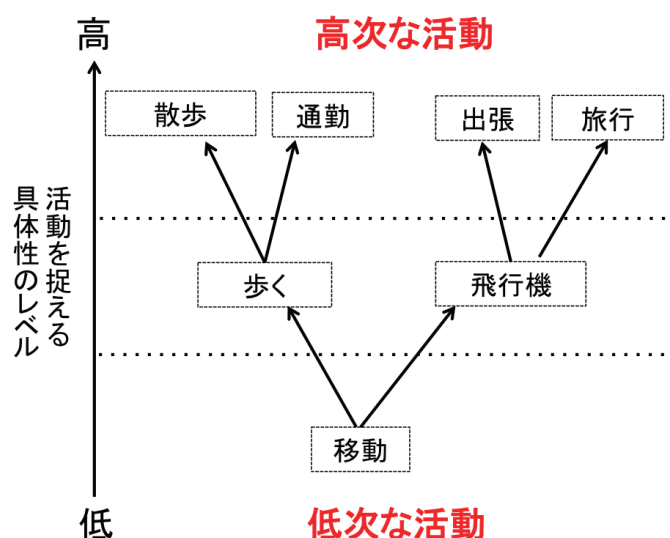 高
高次な活動
散歩
通勤
出張
旅行
活動を捉える
具体性のレベル
歩く
飛行機
移動
低
低次な活動